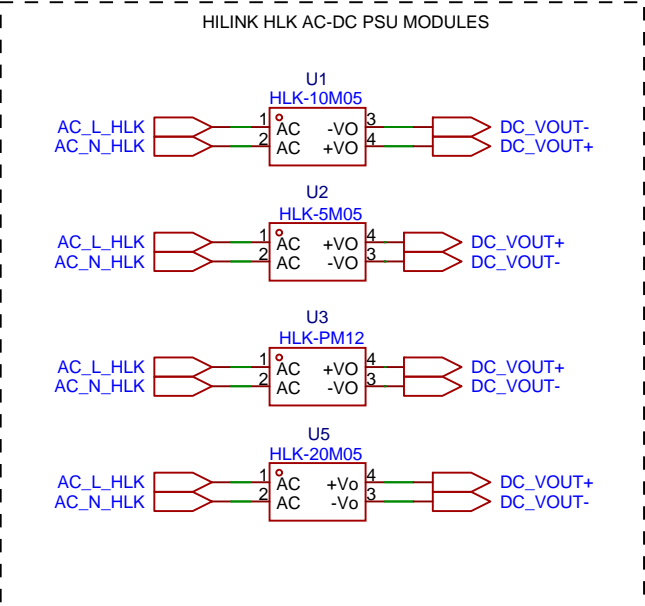 HILINK HLK AC-DC PSU MODULES
U1
HLK-10M05
AC_L_HLK 1 AC -VO 3 DC_VOUT-
AC_N_HLK 2 AC +VO 4 DC_VOUT+
U2
HLK-5M05
AC_L_HLK 1 AC +VO 4 DC_VOUT+
AC_N_HLK 2 AC -VO 3 DC_VOUT-
U3
HLK-PM12
AC_L_HLK 1 AC +VO 4 DC_VOUT+
AC_N_HLK 2 AC -VO 3 DC_VOUT-
U5
HLK-20M05
AC_L_HLK 1 AC +Vo 4 DC_VOUT+
AC_N_HLK 2 AC -Vo 3 DC_VOUT-